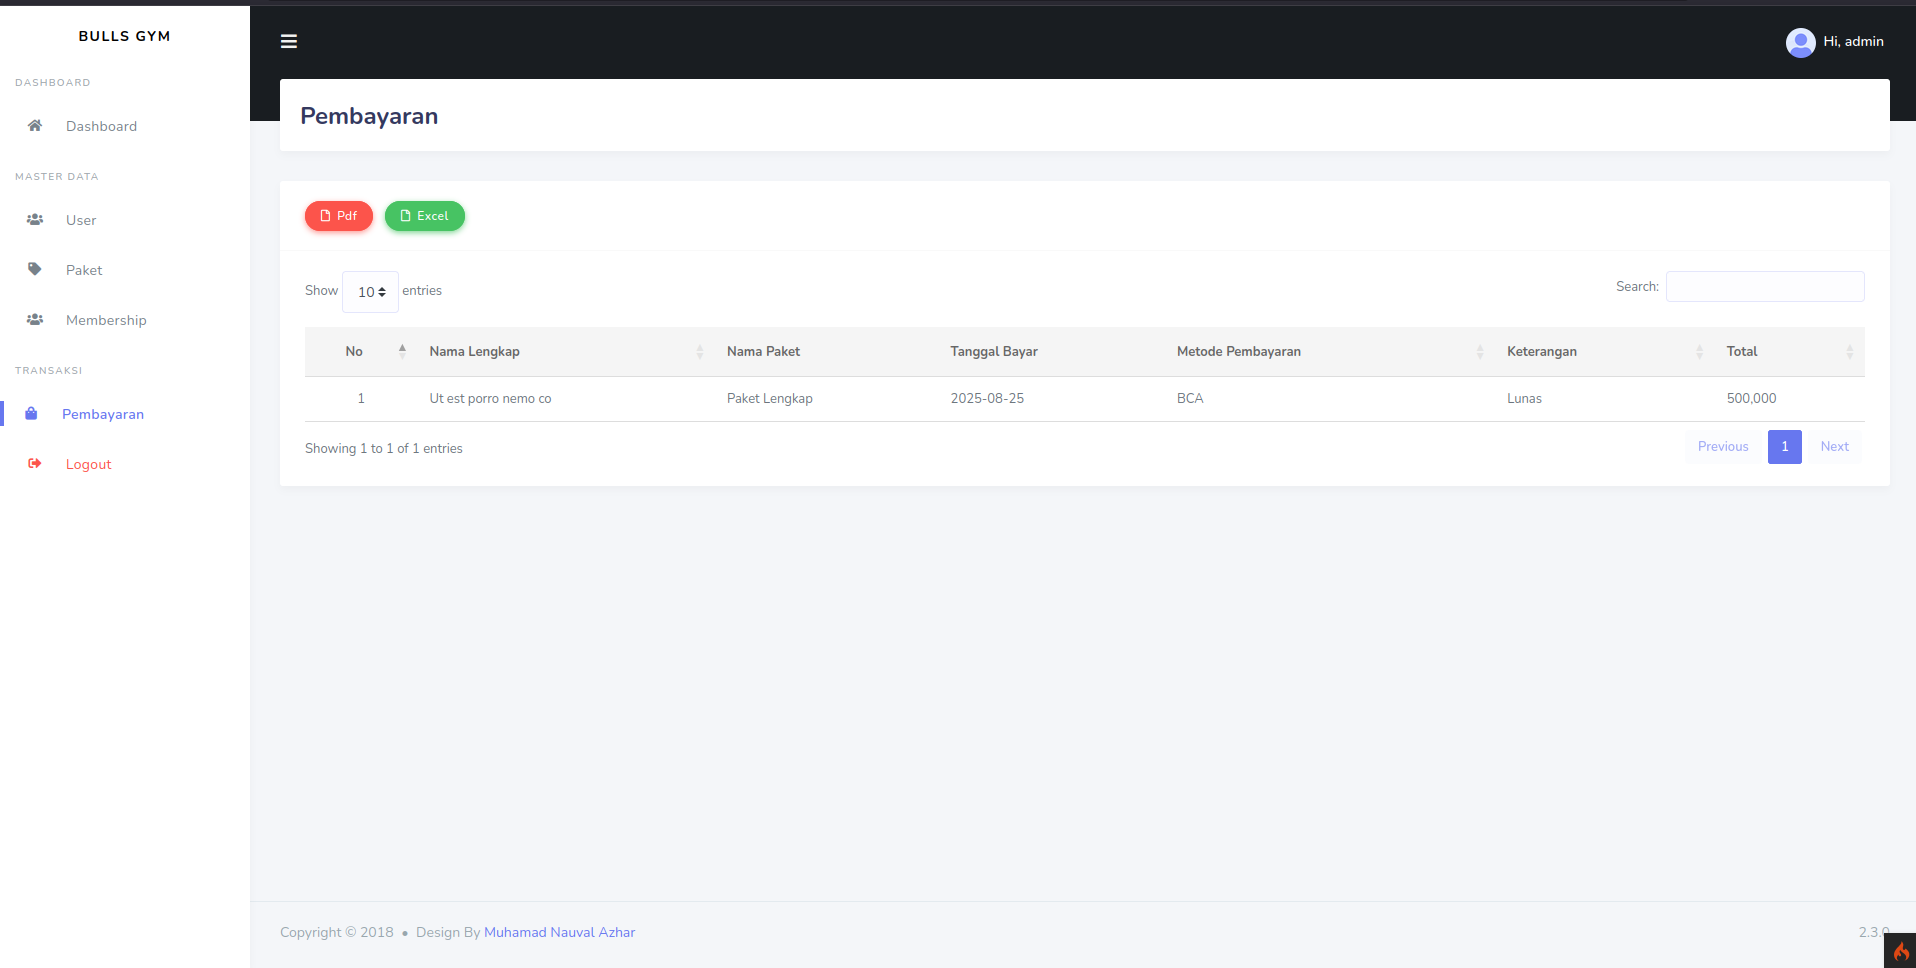 BULLS GYM
Hi, admin
DASHBOARD
Dashboard
MASTER DATA
User
Paket
Membership
TRANSAKSI
Pembayaran
Logout
Pembayaran
Pdf Excel
Show 10 entries Search:
No Nama Lengkap Nama Paket Tanggal Bayar Metode Pembayaran Keterangan Total
1 Ut est porro nemo co Paket Lengkap 2025-08-25 BCA Lunas 500,000
Showing 1 to 1 of 1 entries Previous 1 Next
Copyright © 2018 • Design By Muhamad Nauval Azhar 2.3.0